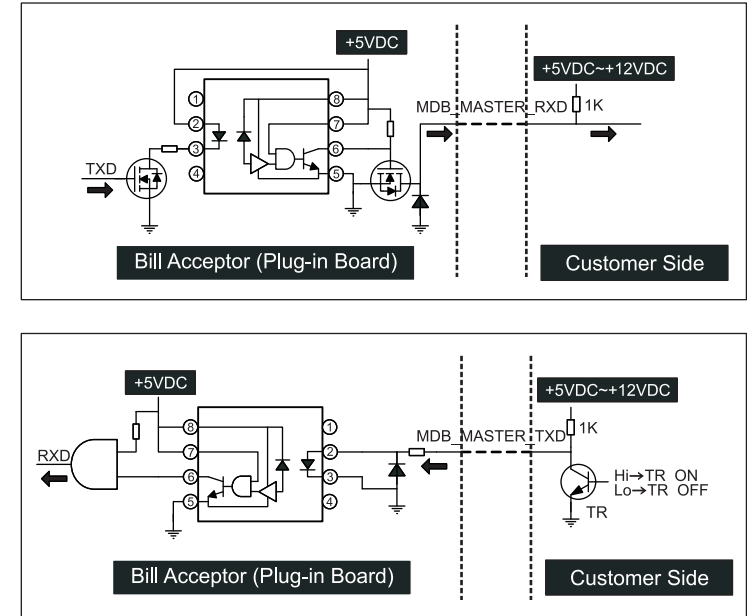 +5VDC
+5VDC~+12VDC
① ⑧
MDB_MASTER_RXD 1K
② ⑦
③ ⑥
TXD
④ ⑤
Bill Acceptor (Plug-in Board)
Customer Side
+5VDC
+5VDC~+12VDC
⑧ ①
MDB_MASTER_TXD 1K
RXD
⑦ ②
⑥ ③
Hi→TR ON
Lo→TR OFF
⑤ ④
TR
Bill Acceptor (Plug-in Board)
Customer Side